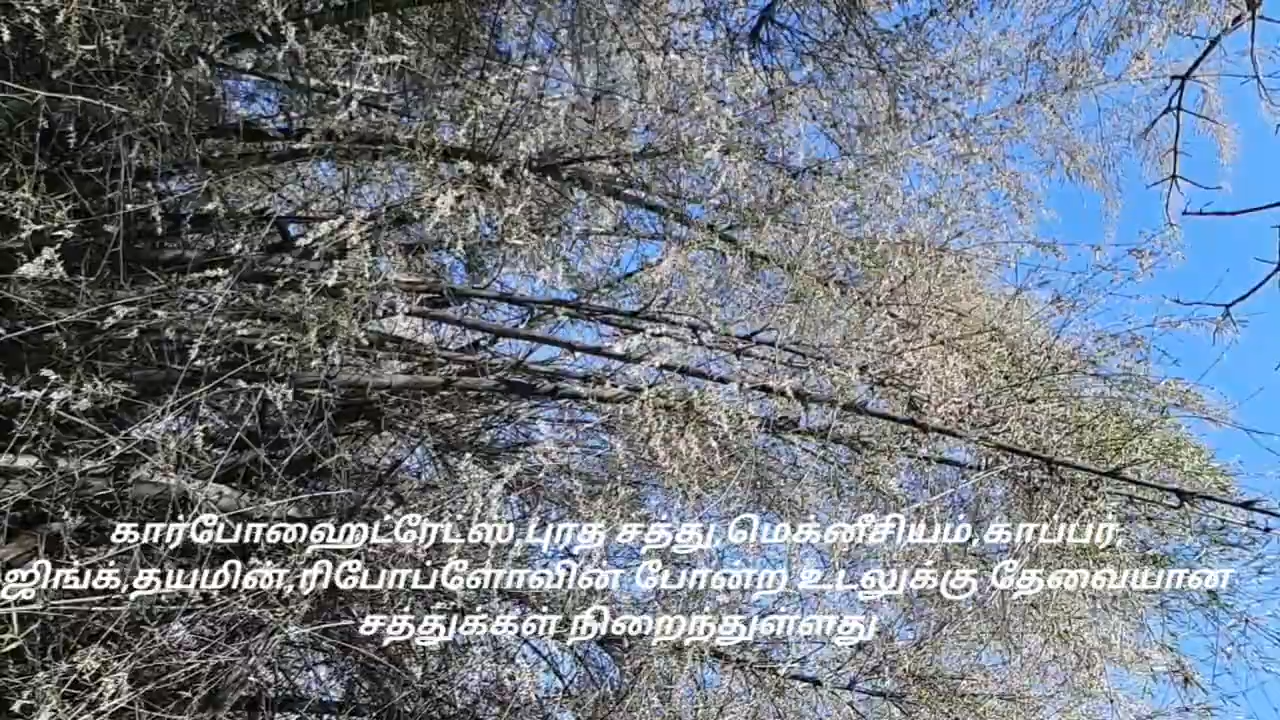 கார்போஹைட்ரேட்ஸ்,புரத சத்து,மெக்னீசியம்,காப்பர்,
ஜிங்க்,தயமின்,ரிபோப்ளோவின் போன்ற உடலுக்கு தேவையான
சத்துக்கள் நிறைந்துள்ளது